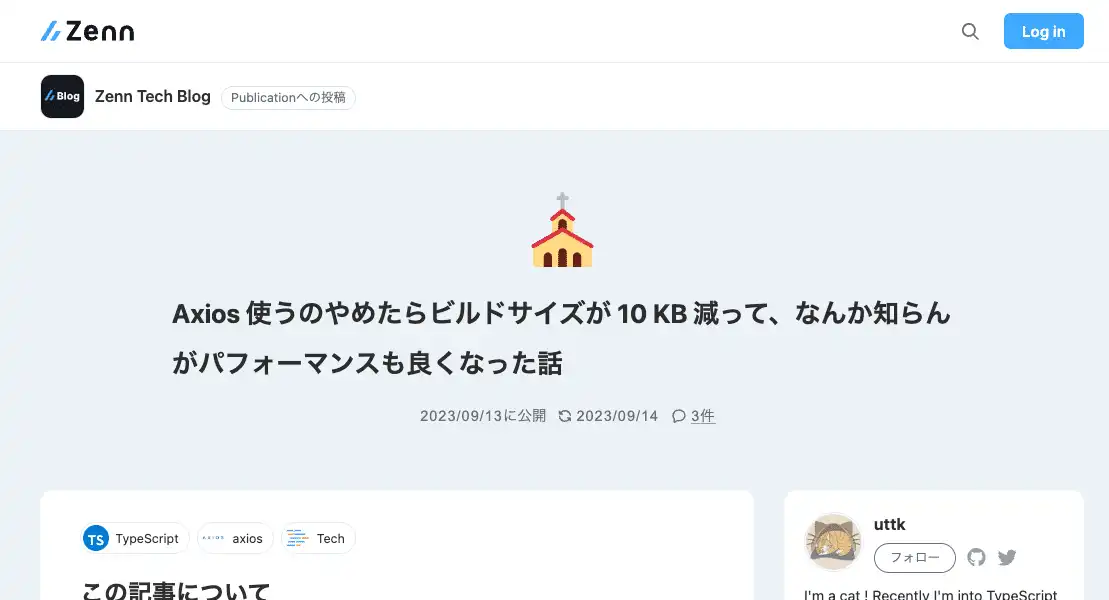 Zenn
Log in
Blog
Zenn Tech Blog
Publicationへの投稿
Axios 使うのやめたらビルドサイズが 10 KB 減って、なんか知らん
がパフォーマンスも良くなった話
2023/09/13に公開 2023/09/14 3件
TS TypeScript AXIOS axios Tech
uttk
フォロー
この記事について
I'm a cat ! Recently I'm into TypeScript